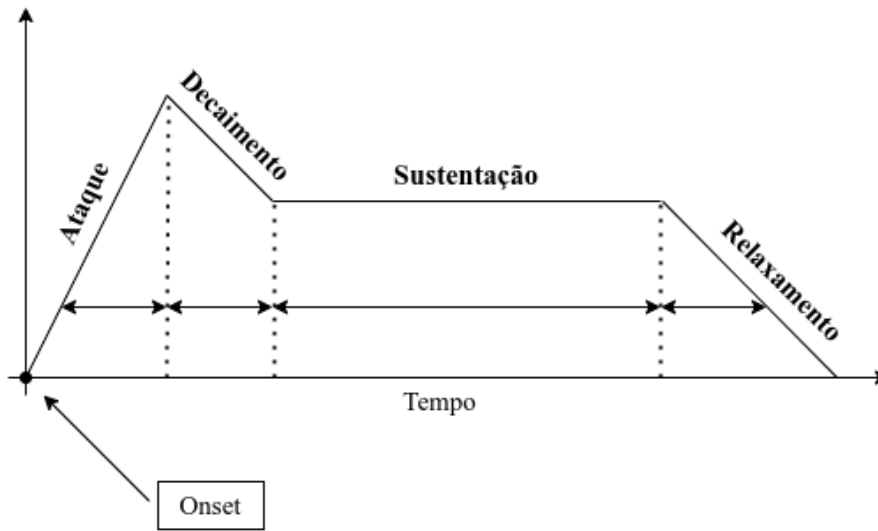 Ataque
Decaimento
Sustentação
Relaxamento
Tempo
Onset